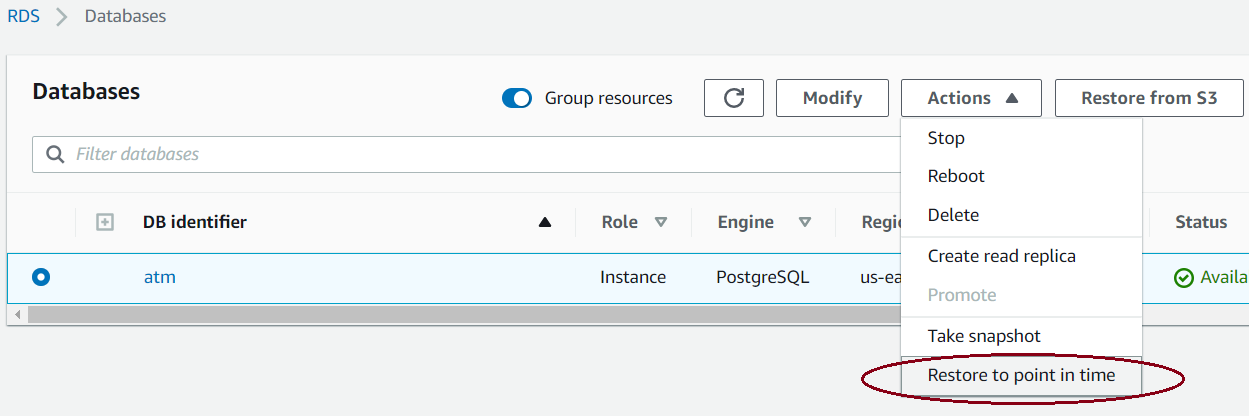 RDS > Databases
Databases
Group resources
Modify
Actions
Restore from S3
Filter databases
Stop
Reboot
Delete
Create read replica
Promote
Take snapshot
Restore to point in time
DB identifier
Role
Engine
Regi
Status
atm
Instance
PostgreSQL
us-ea
Availa